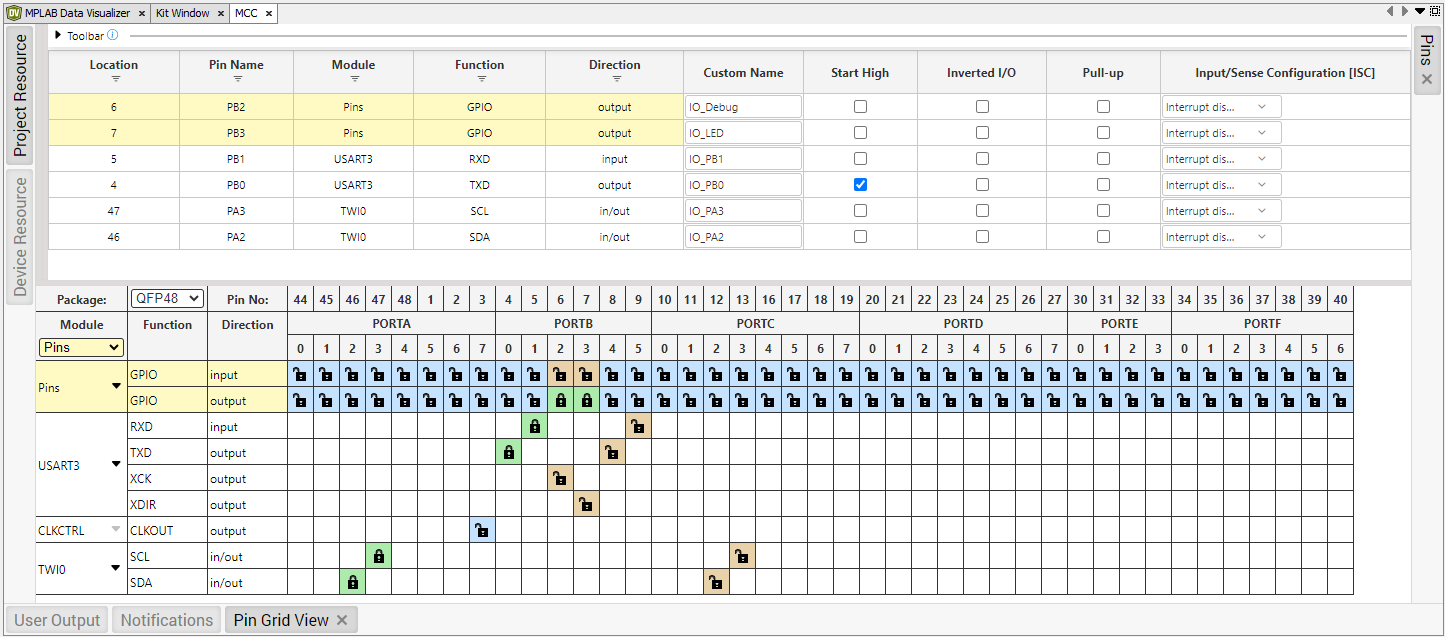 MPLAB Data Visualizer × Kit Window × MCC ×
Project Resource
Device Resource
Pins ×
Toolbar
Location Pin Name Module Function Direction Custom Name Start High Inverted I/O Pull-up Input/Sense Configuration [ISC]
6 PB2 Pins GPIO output IO_Debug Interrupt dis...
7 PB3 Pins GPIO output IO_LED Interrupt dis...
5 PB1 USART3 RXD input IO_PB1 Interrupt dis...
4 PB0 USART3 TXD output IO_PB0 Interrupt dis...
47 PA3 TWI0 SCL in/out IO_PA3 Interrupt dis...
46 PA2 TWI0 SDA in/out IO_PA2 Interrupt dis...
Package: QFP48 Pin No: 44 45 46 47 48 1 2 3 4 5 6 7 8 9 10 11 12 13 16 17 18 19 20 21 22 23 24 25 26 27 30 31 32 33 34 35 36 37 38 39 40
Module Function Direction PORTA PORTB PORTC PORTD PORTE PORTF
Pins 0 1 2 3 4 5 6 7 0 1 2 3 4 5 0 1 2 3 4 5 6 7 0 1 2 3 4 5 6 7 0 1 2 3 0 1 2 3 4 5 6
Pins
GPIO input
GPIO output
USART3
RXD input
TXD output
XCK output
XDIR output
CLKCTRL CLKOUT output
TWI0
SCL in/out
SDA in/out
User Output Notifications Pin Grid View ×